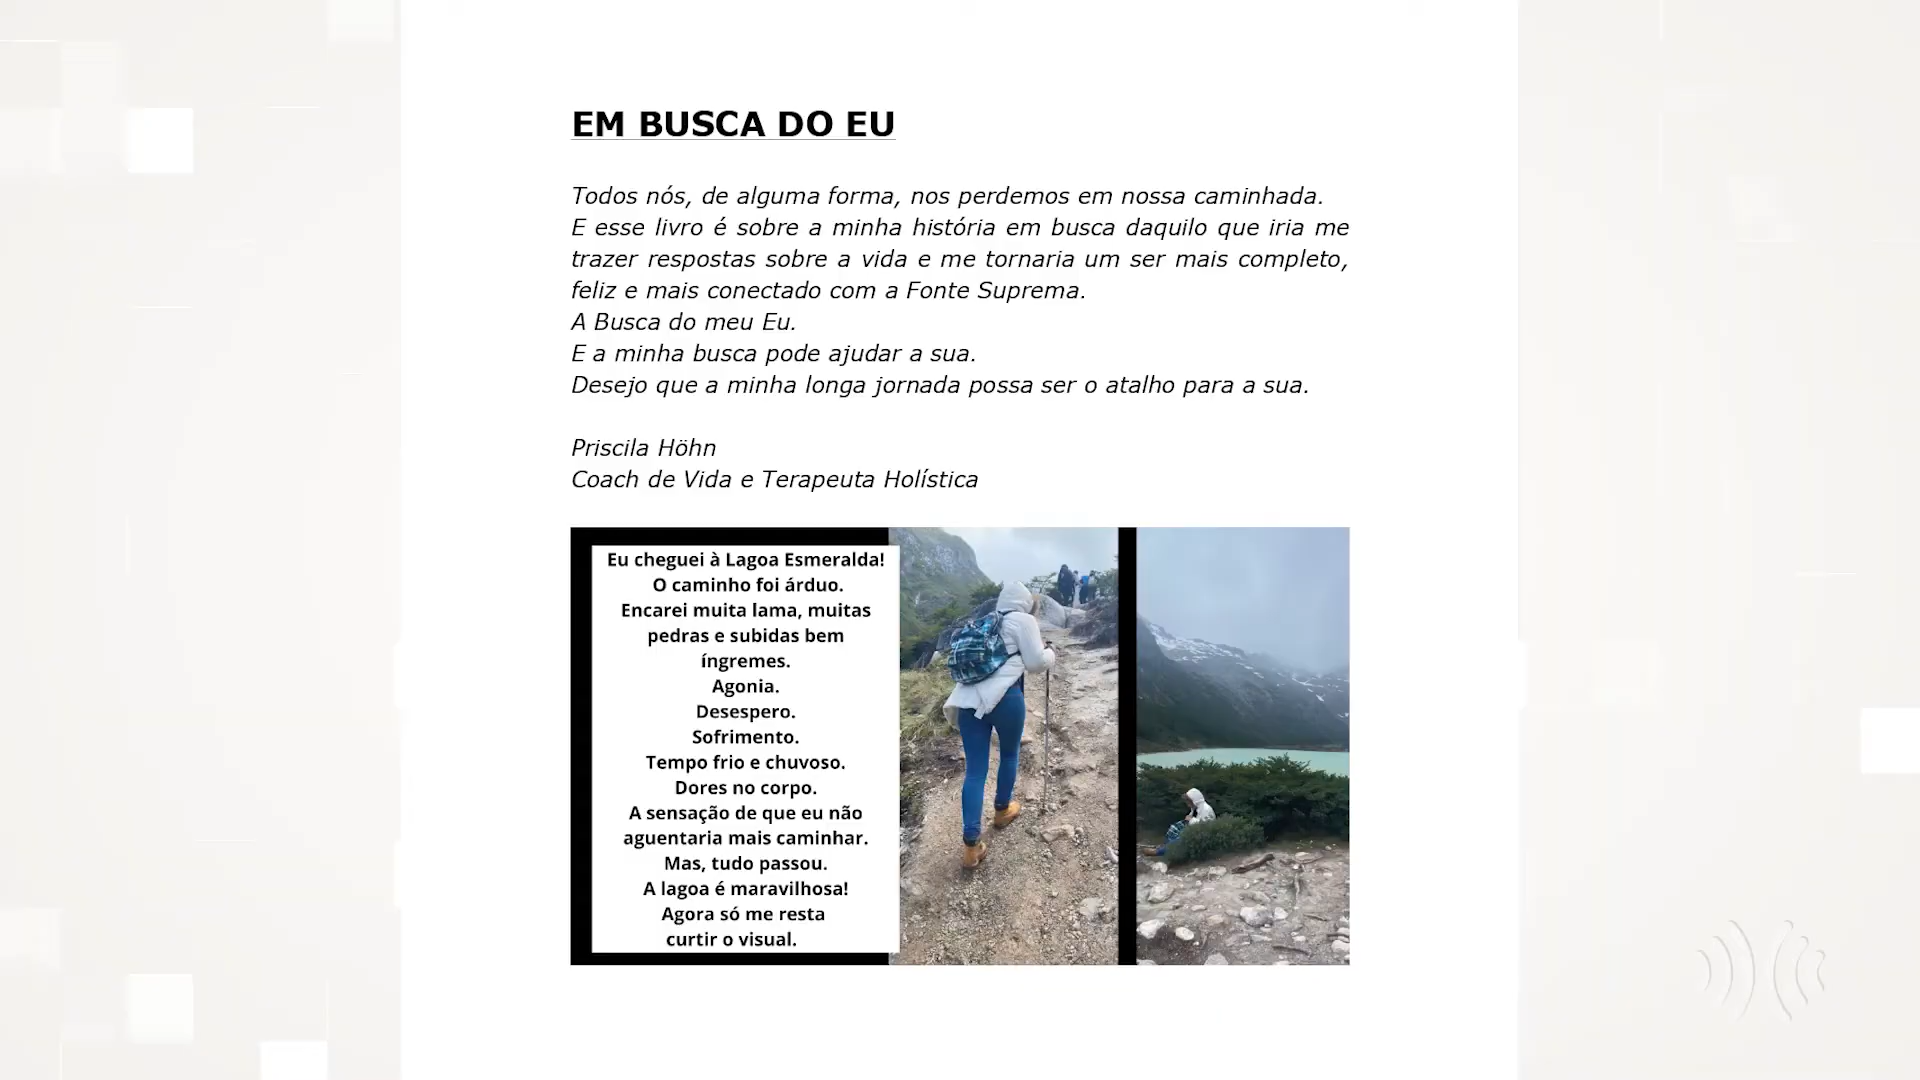 EM BUSCA DO EU
Todos nós, de alguma forma, nos perdemos em nossa caminhada.
E esse livro é sobre a minha história em busca daquilo que iria me
trazer respostas sobre a vida e me tornaria um ser mais completo,
feliz e mais conectado com a Fonte Suprema.
A Busca do meu Eu.
E a minha busca pode ajudar a sua.
Desejo que a minha longa jornada possa ser o atalho para a sua.
Priscila Höhn
Coach de Vida e Terapeuta Holística
Eu cheguei à Lagoa Esmeralda!
O caminho foi árduo.
Encarei muita lama, muitas
pedras e subidas bem
íngremes.
Agonia.
Desespero.
Sofrimento.
Tempo frio e chuvoso.
Dores no corpo.
A sensação de que eu não
aguentaria mais caminhar.
Mas, tudo passou.
A lagoa é maravilhosa!
Agora só me resta
curtir o visual.